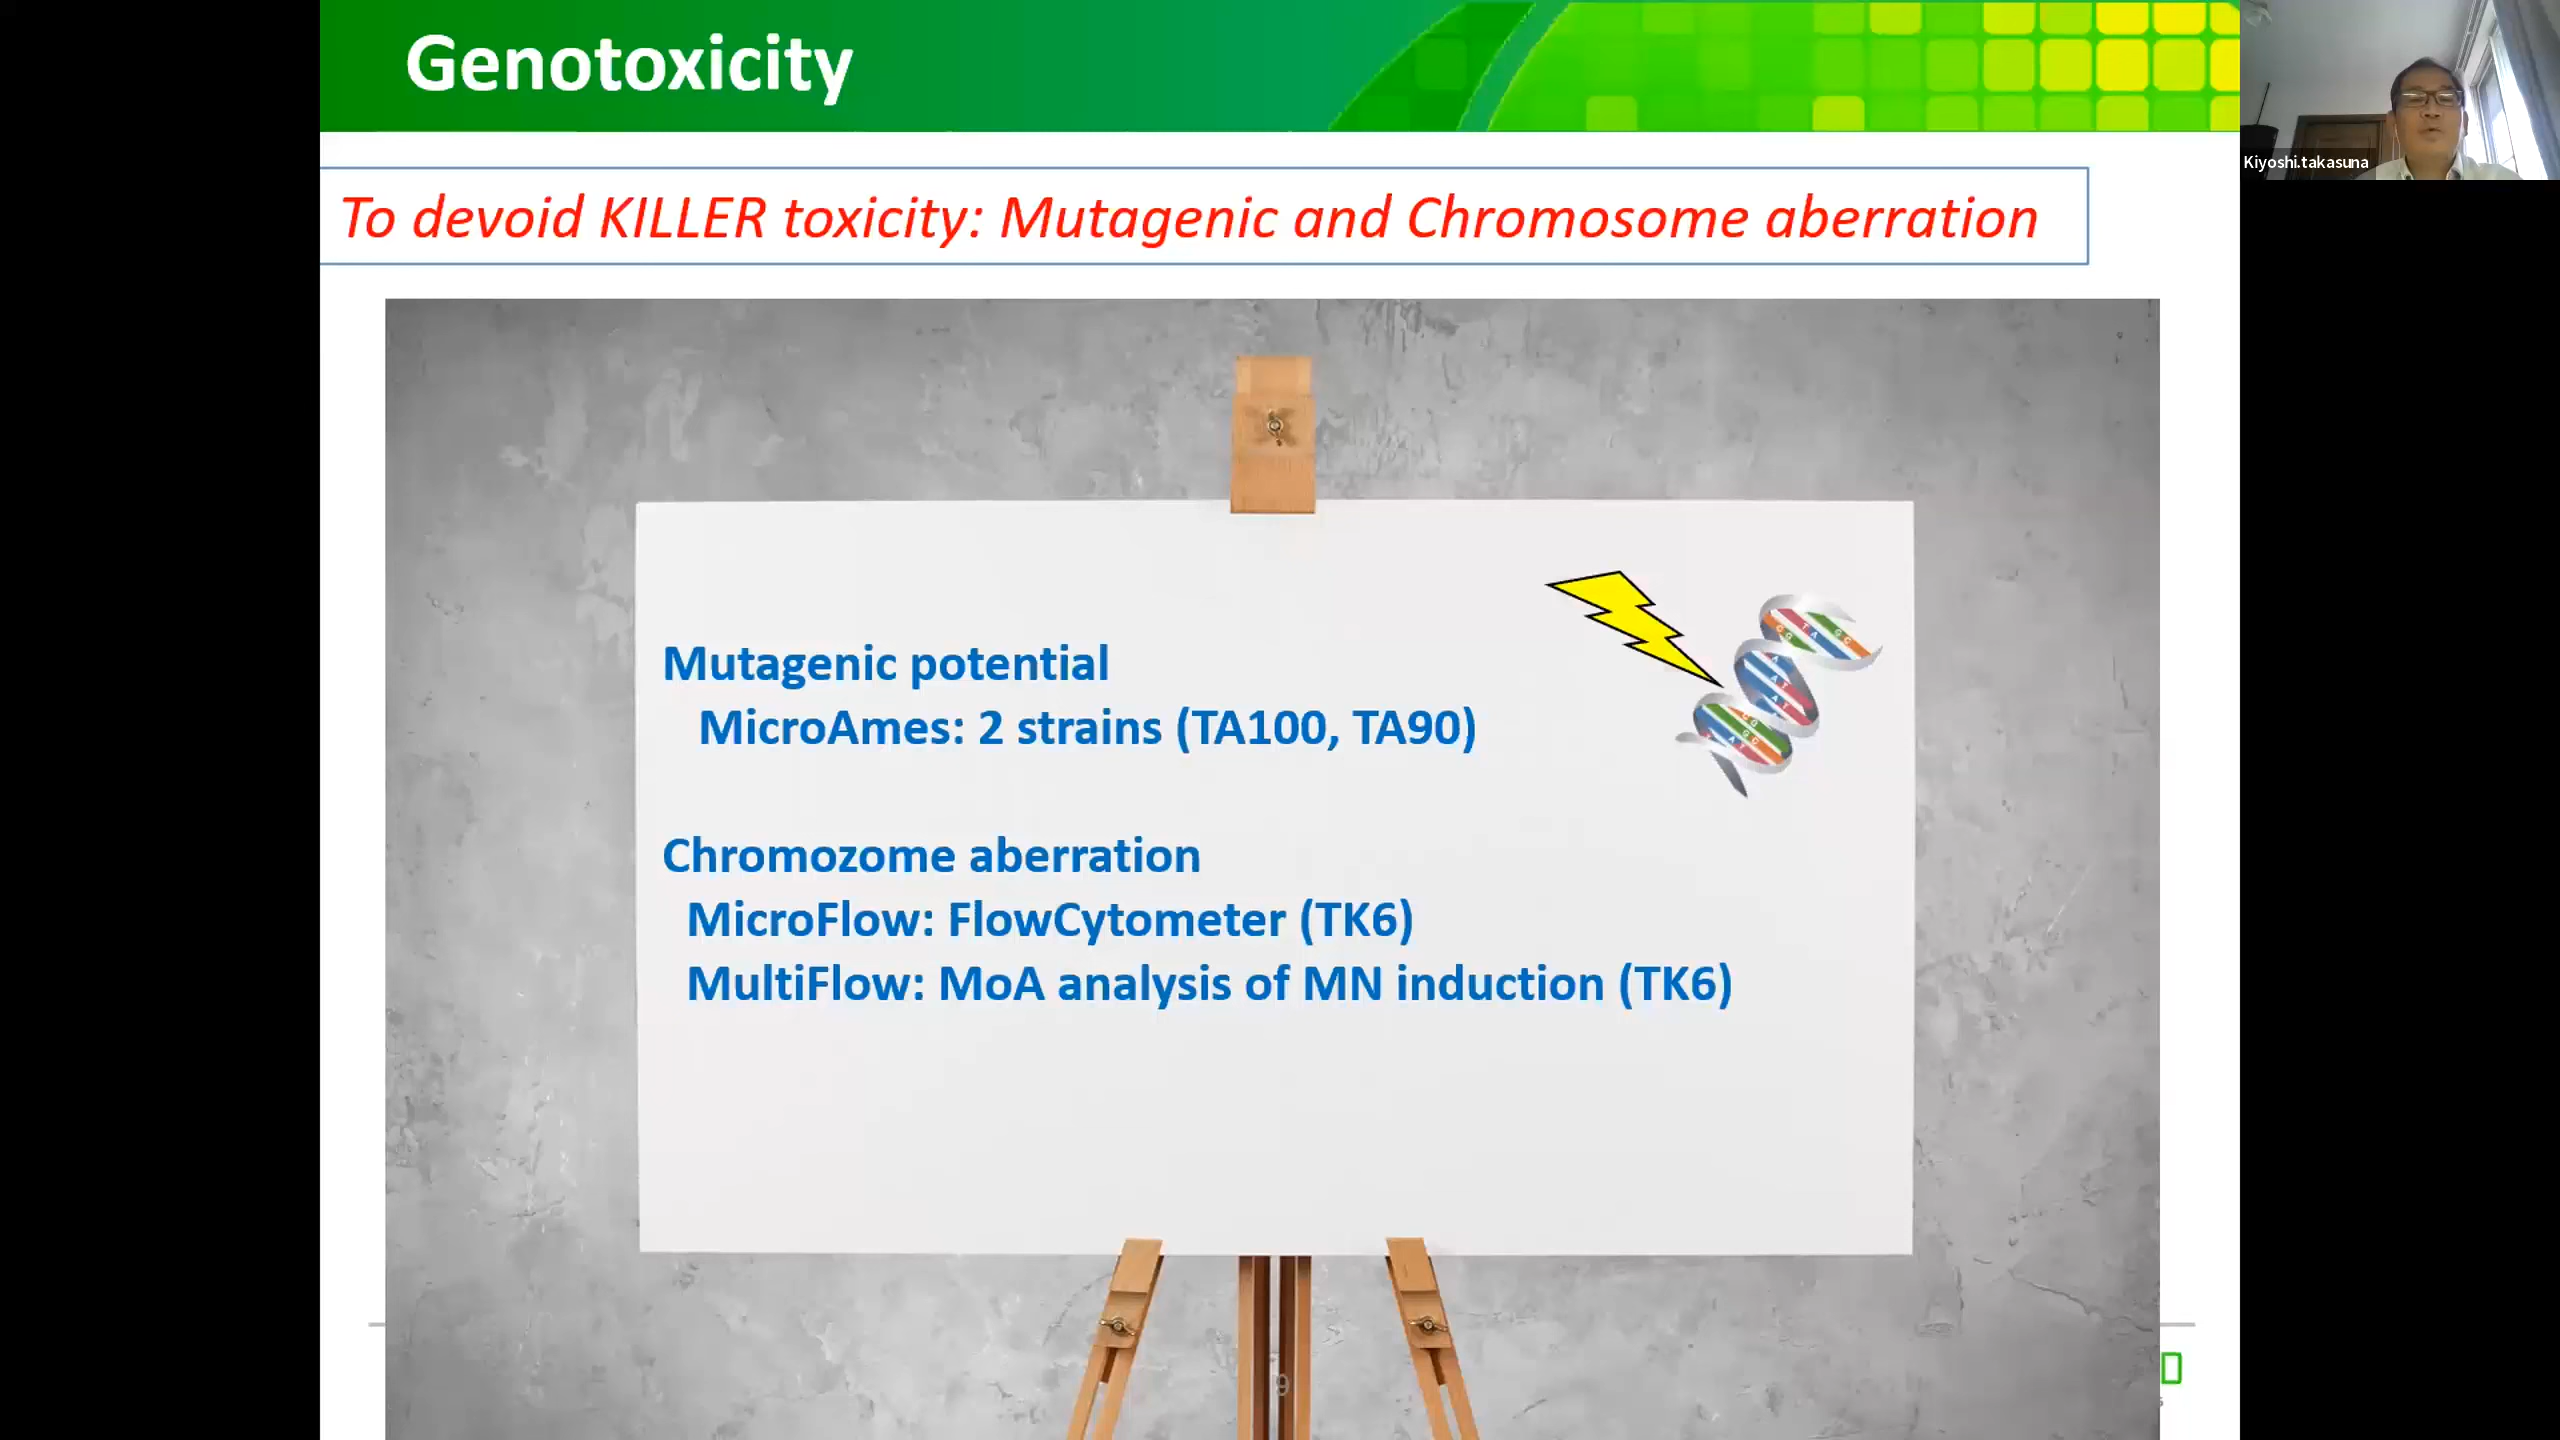 Genotoxicity
Kiyoshi.takasuna
To devoid KILLER toxicity: Mutagenic and Chromosome aberration
Mutagenic potential
MicroAmes: 2 strains (TA100, TA90)
Chromozome aberration
MicroFlow: FlowCytometer (TK6)
MultiFlow: MoA analysis of MN induction (TK6)
9